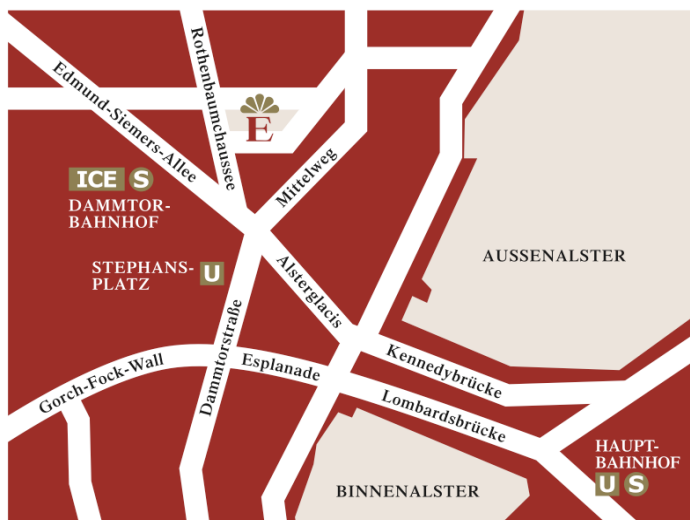 Rothenbaumchaussee
Edmund-Siemers-Allee
E
Mittelweg
ICE S
DAMMTOR-
BAHNHOF
STEPHANS-
PLATZ
U
Alsterglacis
AUSSENALSTER
Dammtorstraße
Gorch-Fock-Wall
Esplanade
Kennedybrücke
Lombardsbrücke
HAUPT-
BAHNHOF
U S
BINNENALSTER